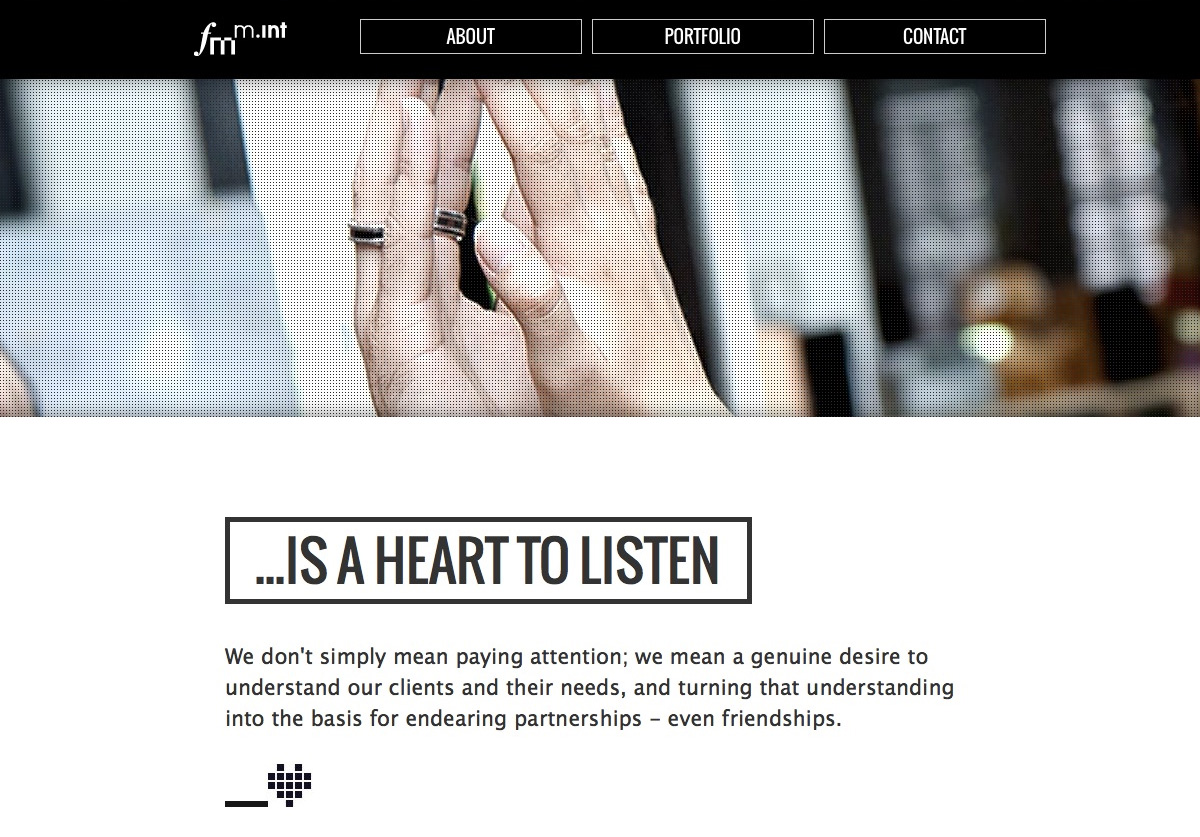 fmm.ınt
ABOUT
PORTFOLIO
CONTACT
...IS A HEART TO LISTEN
We don't simply mean paying attention; we mean a genuine desire to
understand our clients and their needs, and turning that understanding
into the basis for endearing partnerships – even friendships.